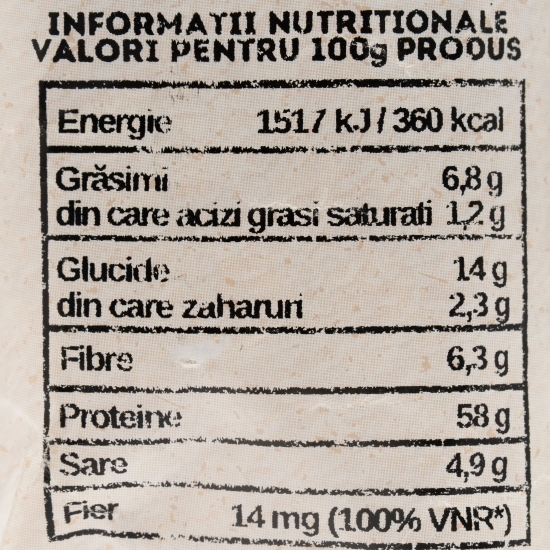 INFORMATII NUTRITIONALE
VALORI PENTRU 100g PRODUS
Energie 1517 kJ / 360 kcal
Grăsimi 6,8 g
din care acizi grasi saturati 1,2 g
Glucide 14 g
din care zaharuri 2,3 g
Fibre 6,3 g
Proteine 58 g
Sare 4,9 g
Fier 14 mg (100% VNR*)